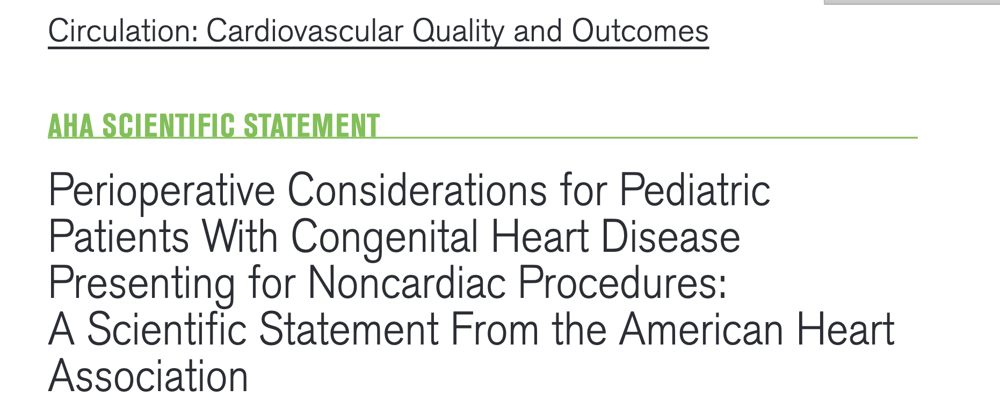 Circulation: Cardiovascular Quality and Outcomes
AHA SCIENTIFIC STATEMENT
Perioperative Considerations for Pediatric
Patients With Congenital Heart Disease
Presenting for Noncardiac Procedures:
A Scientific Statement From the American Heart
Association